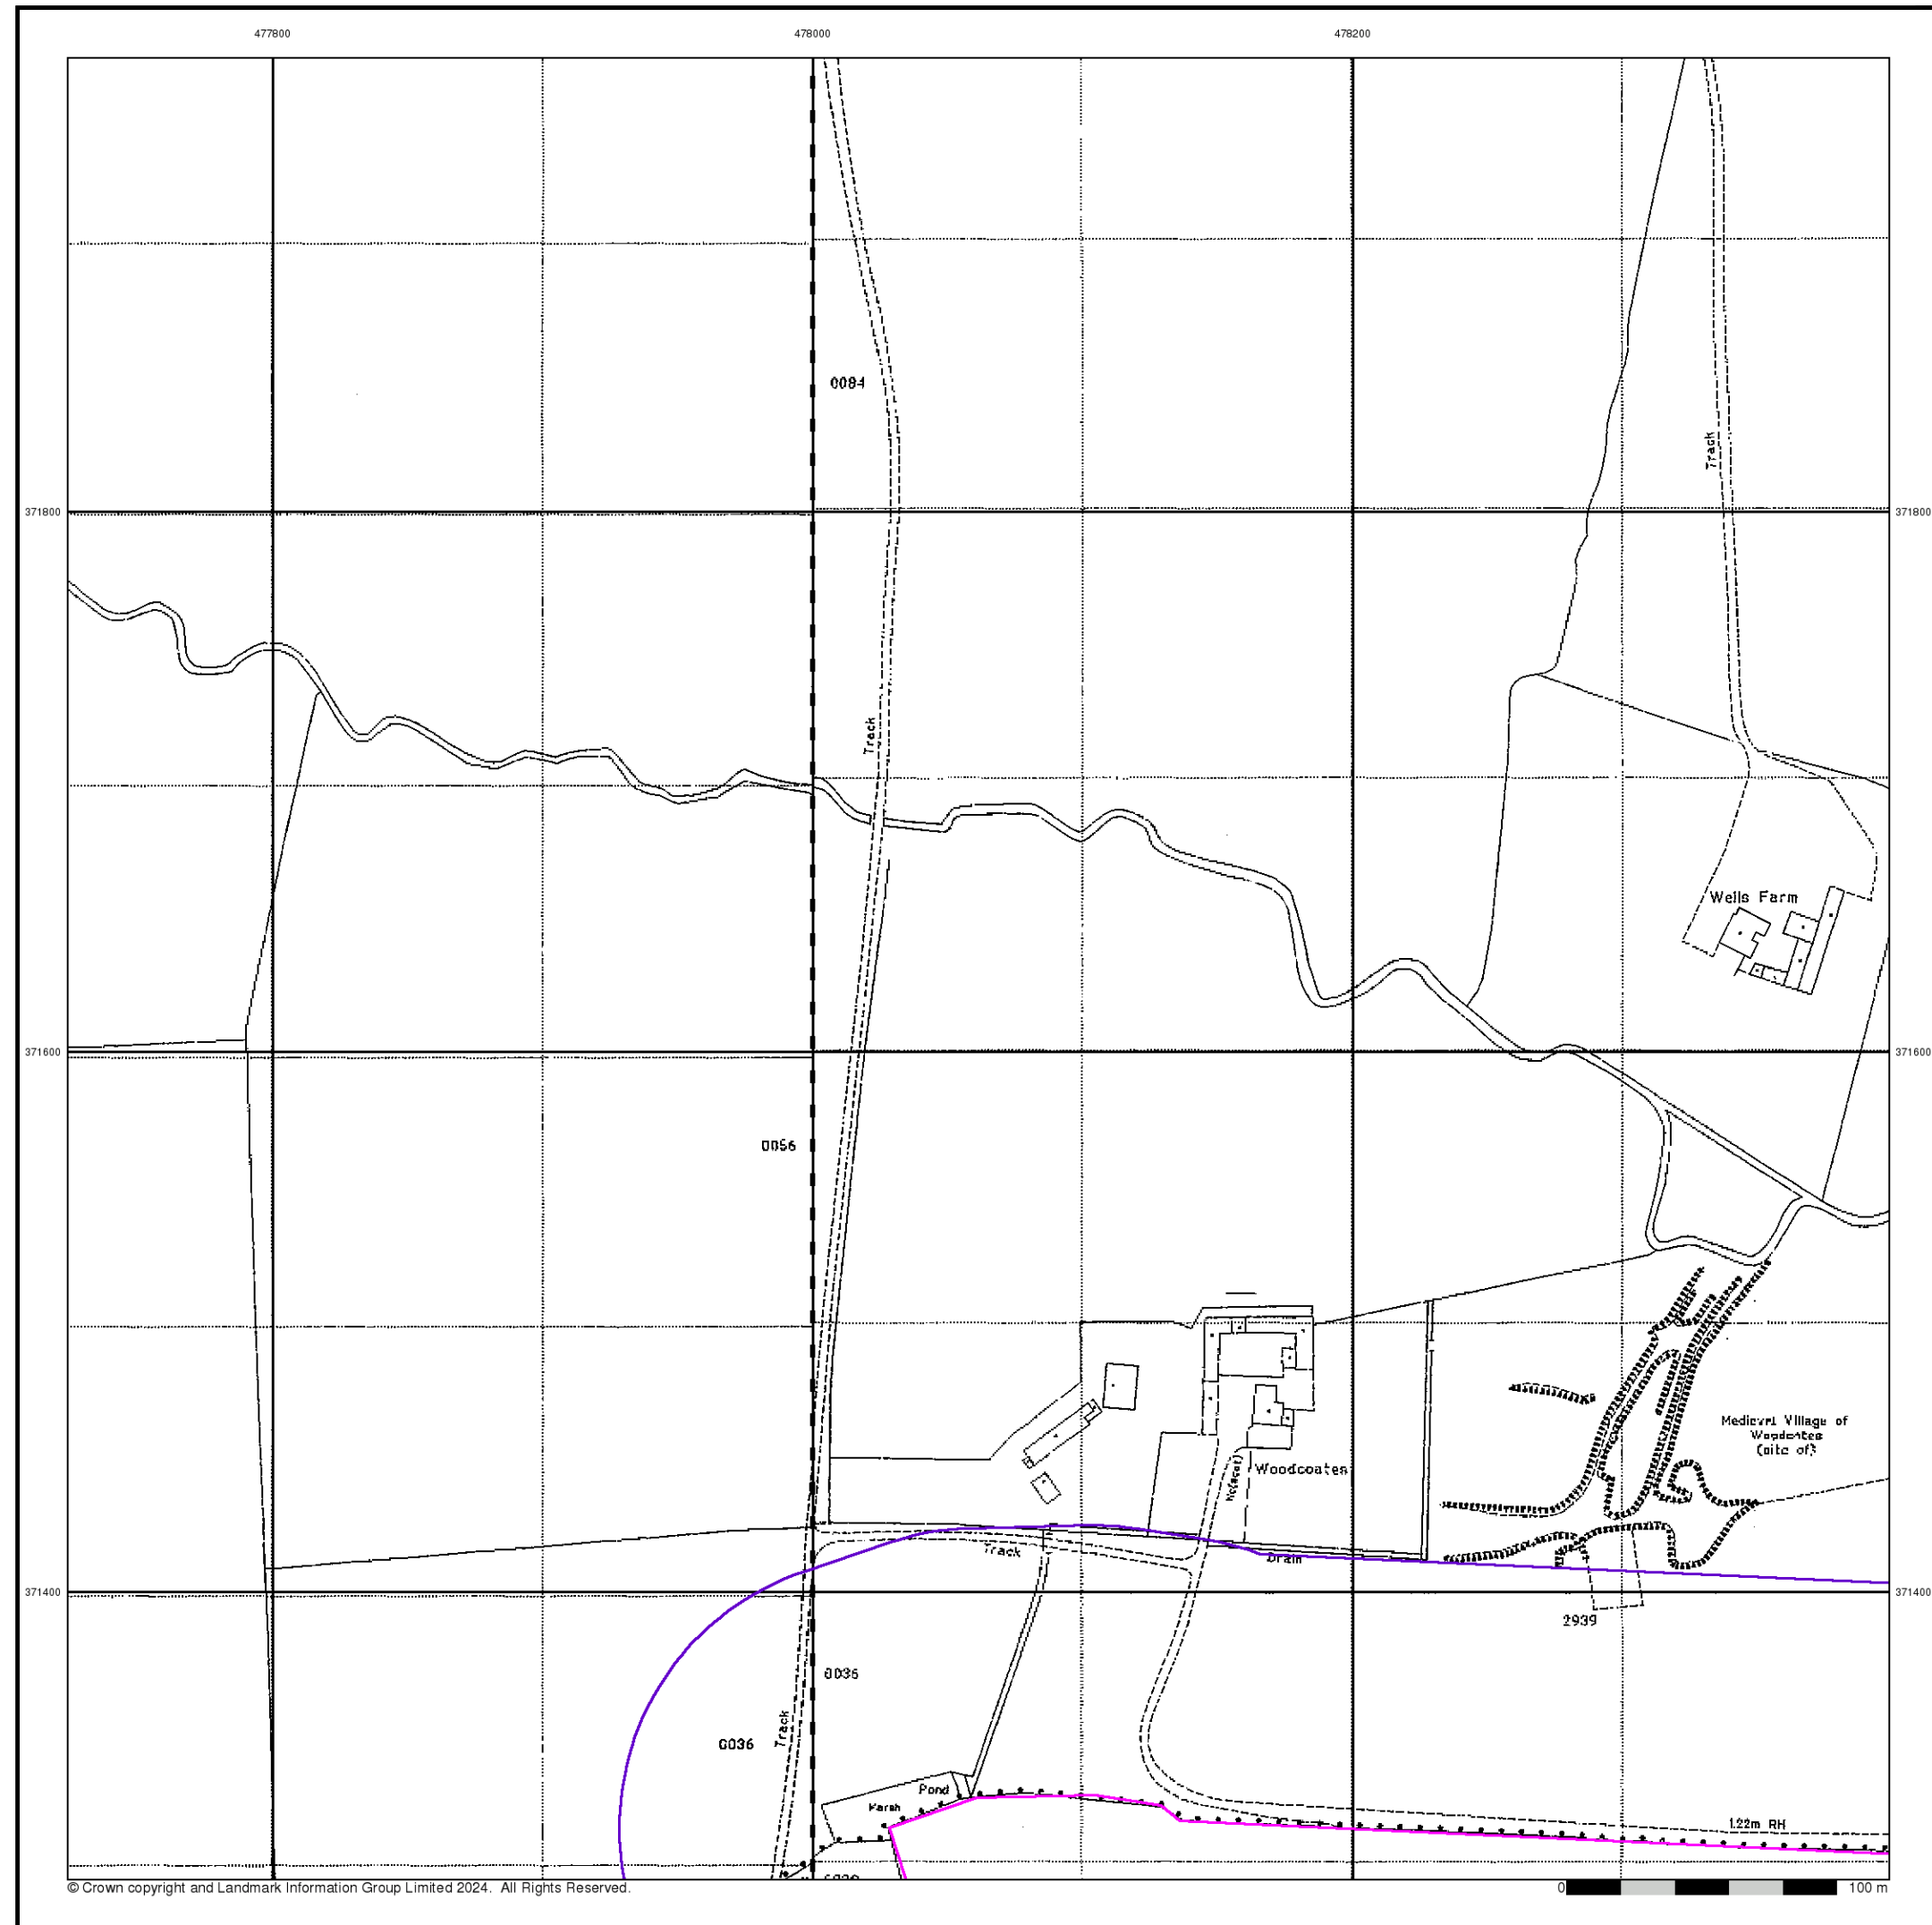 477800 478000 478200
0084
Track
371800 371800
Track
Wells Farm
371600 371600
0056
Medieval Village of
Woodcoates
(site of)
Woodcoates
Track
Drain
371400 371400
2939
0036
0036
Track
Pond
Marsh
1.22m RH
© Crown copyright and Landmark Information Group Limited 2024. All Rights Reserved.
0 100 m